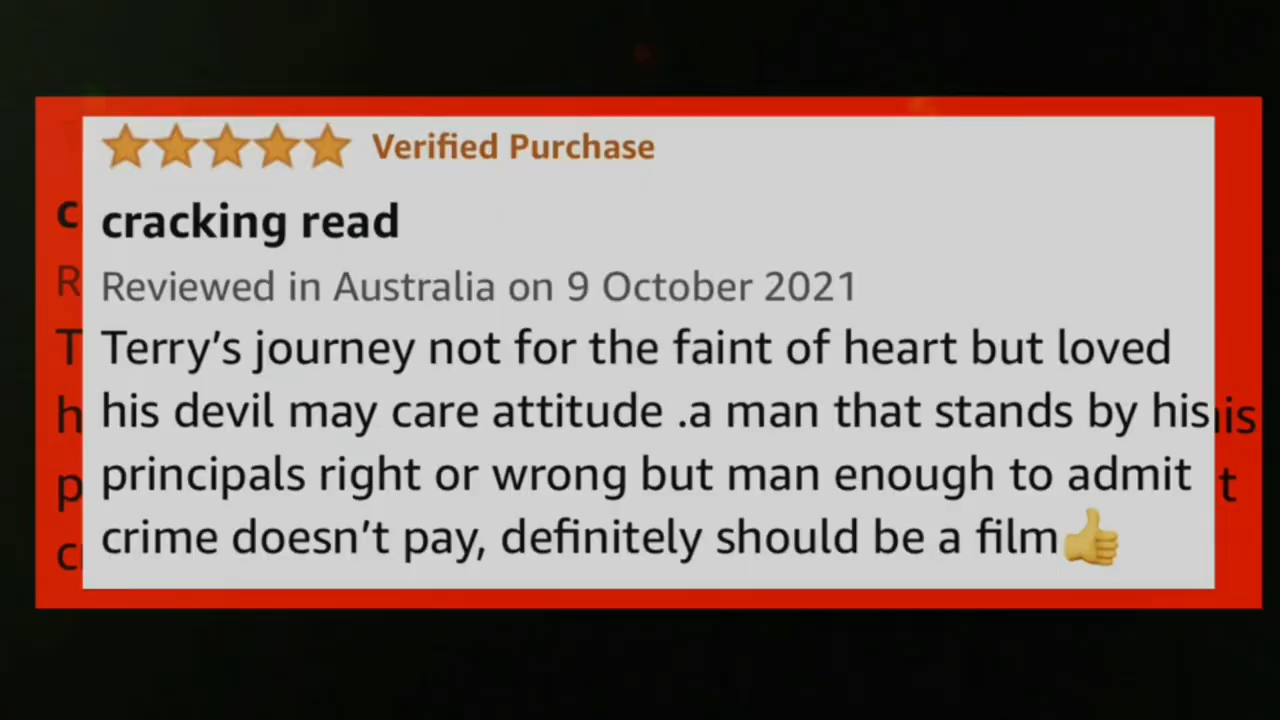 Verified Purchase
cracking read
Reviewed in Australia on 9 October 2021
Terry’s journey not for the faint of heart but loved
his devil may care attitude .a man that stands by his
principals right or wrong but man enough to admit
crime doesn’t pay, definitely should be a film👍